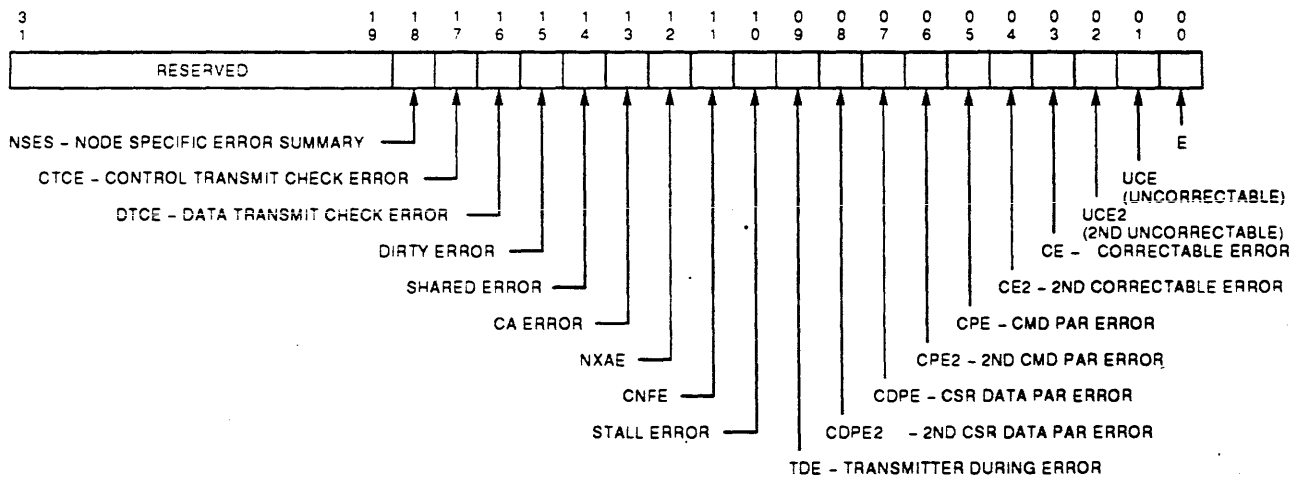 3 1 1 1 1 1 1 1 1 1 1 0 0 0 0 0 0 0 0 0 0
1 9 8 7 6 5 4 3 2 1 0 9 8 7 6 5 4 3 2 1 0
RESERVED
NSES – NODE SPECIFIC ERROR SUMMARY
E
CTCE – CONTROL TRANSMIT CHECK ERROR
UCE
(UNCORRECTABLE)
DTCE – DATA TRANSMIT CHECK ERROR
UCE2
(2ND UNCORRECTABLE)
DIRTY ERROR
CE – CORRECTABLE ERROR
SHARED ERROR
CE2 – 2ND CORRECTABLE ERROR
CA ERROR
CPE – CMD PAR ERROR
NXAE
CPE2 – 2ND CMD PAR ERROR
CNFE
CDPE – CSR DATA PAR ERROR
STALL ERROR
CDPE2 – 2ND CSR DATA PAR ERROR
TDE – TRANSMITTER DURING ERROR